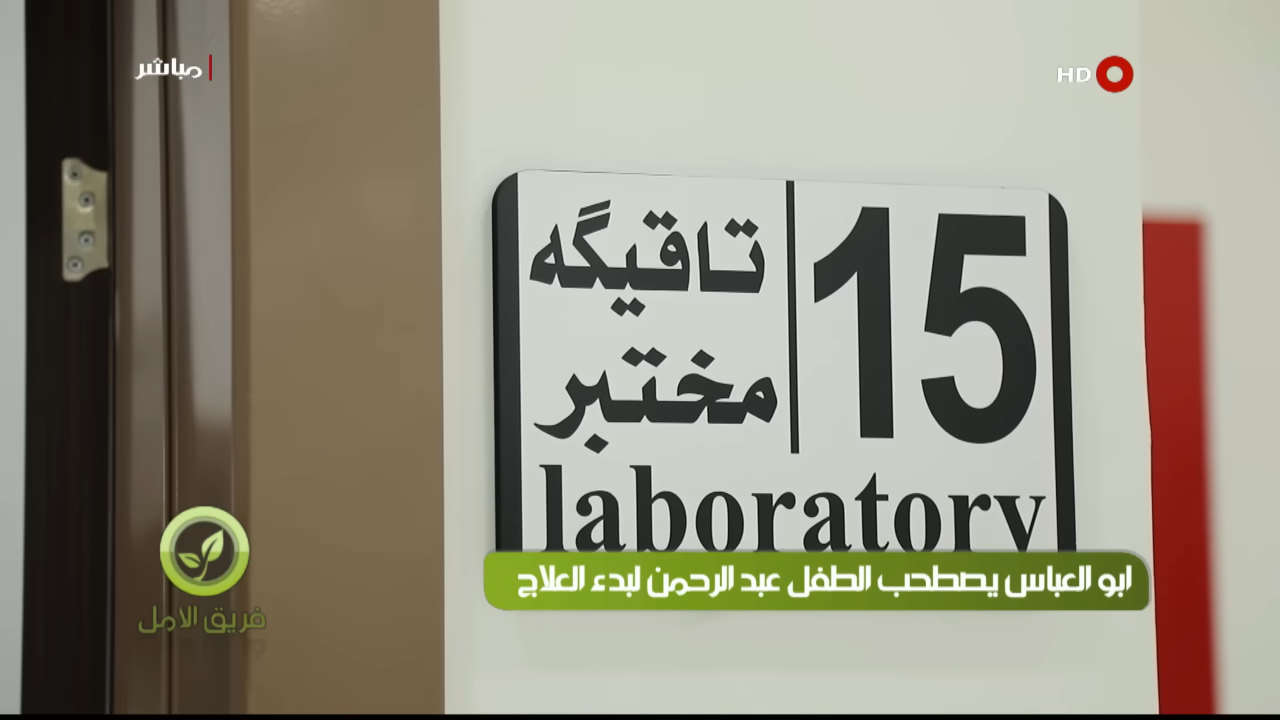 مباشر
HD
15
تاقیگه
مختبر
laboratory
ابو العباس يصطحب الطفل عبد الرحمن لبدء العلاج
فريق الامل